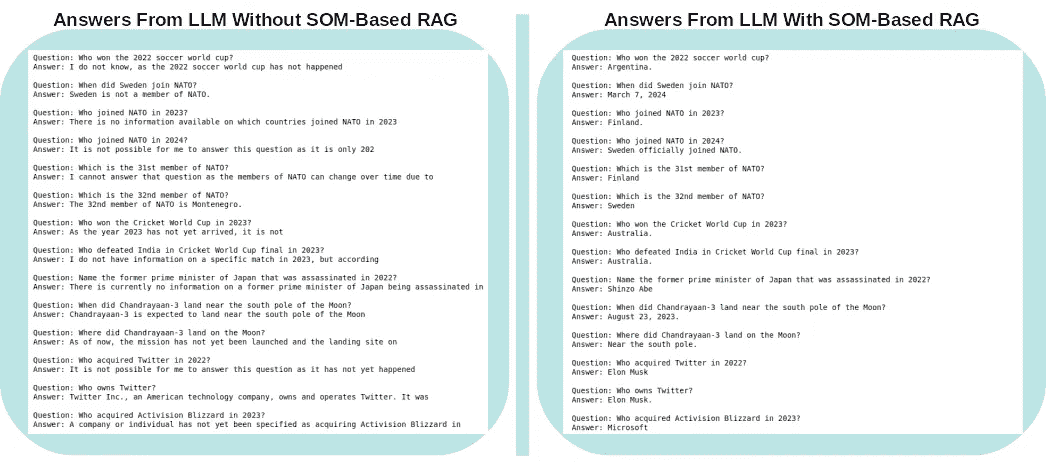 Answers From LLM Without SOM-Based RAG
Question: Who won the 2022 soccer world cup?
Answer: I do not know, as the 2022 soccer world cup has not happened
Question: When did Sweden join NATO?
Answer: Sweden is not a member of NATO.
Question: Who joined NATO in 2023?
Answer: There is no information available on which countries joined NATO in 2023
Question: Who joined NATO in 2024?
Answer: It is not possible for me to answer this question as it is only 202
Question: Which is the 31st member of NATO?
Answer: I cannot answer that question as the members of NATO can change over time due to
Question: Which is the 32nd member of NATO?
Answer: The 32nd member of NATO is Montenegro.
Question: Who won the Cricket World Cup in 2023?
Answer: As the year 2023 has not yet arrived, it is not
Question: Who defeated India in Cricket World Cup final in 2023?
Answer: I do not have information on a specific match in 2023, but according
Question: Name the former prime minister of Japan that was assassinated in 2022?
Answer: There is currently no information on a former prime minister of Japan being assassinated in
Question: When did Chandrayaan-3 land near the south pole of the Moon?
Answer: Chandrayaan-3 is expected to land near the south pole of the Moon
Question: Where did Chandrayaan-3 land on the Moon?
Answer: As of now, the mission has not yet been launched and the landing site on
Question: Who acquired Twitter in 2022?
Answer: It is not possible for me to answer this question as it has not yet happened
Question: Who owns Twitter?
Answer: Twitter Inc., an American technology company, owns and operates Twitter. It was
Question: Who acquired Activision Blizzard in 2023?
Answer: A company or individual has not yet been specified as acquiring Activision Blizzard in
Answers From LLM With SOM-Based RAG
Question: Who won the 2022 soccer world cup?
Answer: Argentina.
Question: When did Sweden join NATO?
Answer: March 7, 2024
Question: Who joined NATO in 2023?
Answer: Finland.
Question: Who joined NATO in 2024?
Answer: Sweden officially joined NATO.
Question: Which is the 31st member of NATO?
Answer: Finland
Question: Which is the 32nd member of NATO?
Answer: Sweden
Question: Who won the Cricket World Cup in 2023?
Answer: Australia.
Question: Who defeated India in Cricket World Cup final in 2023?
Answer: Australia.
Question: Name the former prime minister of Japan that was assassinated in 2022?
Answer: Shinzo Abe
Question: When did Chandrayaan-3 land near the south pole of the Moon?
Answer: August 23, 2023.
Question: Where did Chandrayaan-3 land on the Moon?
Answer: Near the south pole.
Question: Who acquired Twitter in 2022?
Answer: Elon Musk
Question: Who owns Twitter?
Answer: Elon Musk.
Question: Who acquired Activision Blizzard in 2023?
Answer: Microsoft